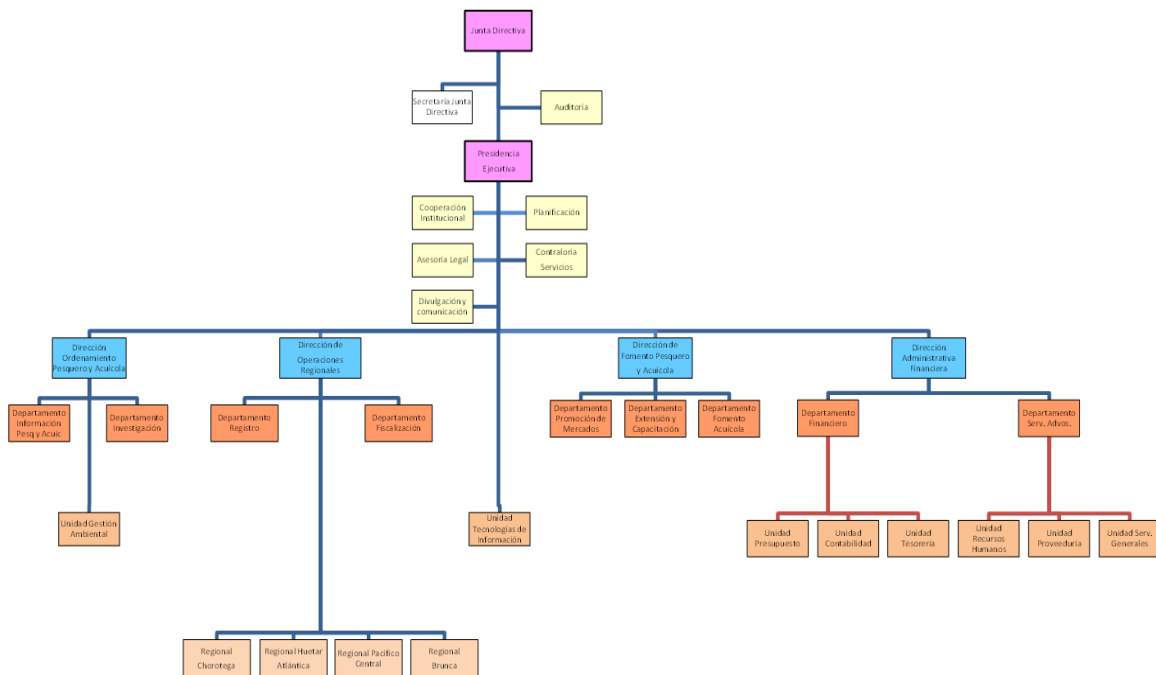 Junta Directiva
Secretaría Junta
Directiva
Auditoría
Presidencia
Ejecutiva
Cooperación
Institucional
Planificación
Asesoría Legal
Contraloría
Servicios
Divulgación y
comunicación
Dirección
Ordenamiento
Pesquero y Acuícola
Dirección de
Operaciones
Regionales
Dirección de
Fomento Pesquero
y Acuícola
Dirección
Administrativa
Financiera
Departamento
Información
Pesq y Acuic
Departamento
Investigación
Departamento
Registro
Departamento
Fiscalización
Departamento
Promoción de
Mercados
Departamento
Extensión y
Capacitación
Departamento
Fomento
Acuícola
Departamento
Financiero
Departamento
Serv. Advos.
Unidad Gestión
Ambiental
Unidad
Tecnologías de
Información
Unidad
Presupuesto
Unidad
Contabilidad
Unidad
Tesorería
Unidad
Recursos
Humanos
Unidad
Proveeduría
Unidad Serv.
Generales
Regional
Chorotega
Regional Huetar
Atlántica
Regional Pacífico
Central
Regional
Brunca